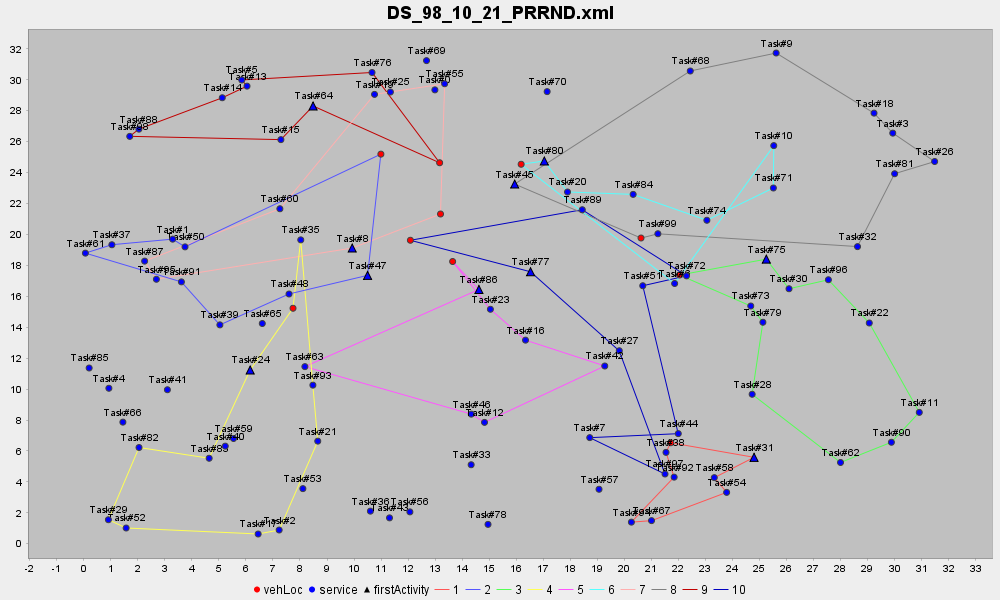 DS_98_10_21_PRRND.xml
32
30
28
26
24
22
20
18
16
14
12
10
8
6
4
2
0
Task#9
Task#69
Task#68
Task#76
Task#5
Task#13
Task#55
Task#25
Task#70
Task#14
Task#64
Task#18
Task#88
Task#3
Task#15
Task#10
Task#80
Task#26
Task#45
Task#81
Task#20
Task#84
Task#71
Task#60
Task#89
Task#74
Task#35
Task#1
Task#37
Task#8
Task#99
Task#61
Task#50
Task#32
Task#87
Task#75
Task#47
Task#77
Task#72
Task#91
Task#51
Task#96
Task#48
Task#86
Task#30
Task#23
Task#73
Task#39
Task#65
Task#79
Task#22
Task#16
Task#27
Task#85
Task#24
Task#63
Task#42
Task#4
Task#41
Task#93
Task#28
Task#46
Task#11
Task#66
Task#12
Task#59
Task#82
Task#21
Task#7
Task#44
Task#90
Task#83
Task#38
Task#31
Task#33
Task#62
Task#92
Task#58
Task#53
Task#57
Task#54
Task#29
Task#52
Task#2
Task#36
Task#56
Task#43
Task#78
Task#67
-2 -1 0 1 2 3 4 5 6 7 8 9 10 11 12 13 14 15 16 17 18 19 20 21 22 23 24 25 26 27 28 29 30 31 32 33
vehLoc service firstActivity 1 2 3 4 5 6 7 8 9 10